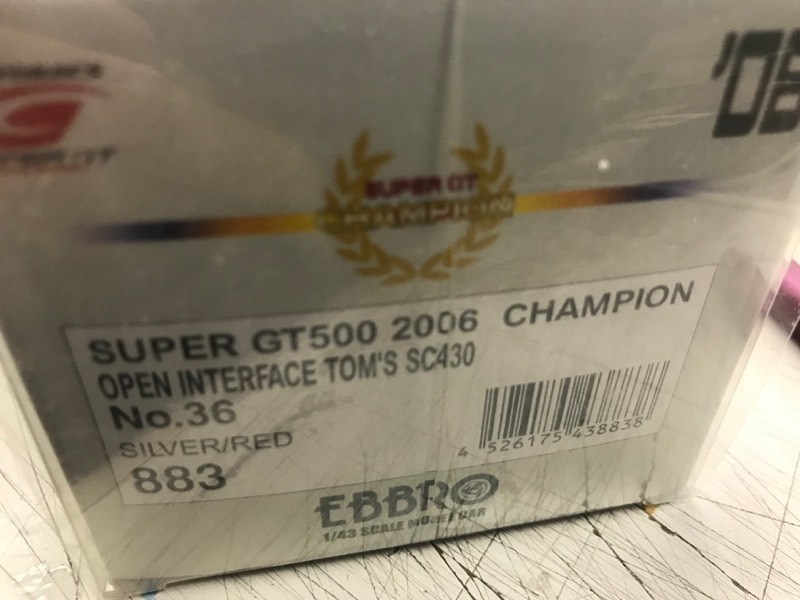 '06
SUPER GT
CHAMPION
SUPER GT500 2006 CHAMPION
OPEN INTERFACE TOM'S SC430
No.36
SILVER/RED
883
4 526175 438838
EBBRO
1/43 SCALE MODEL CAR